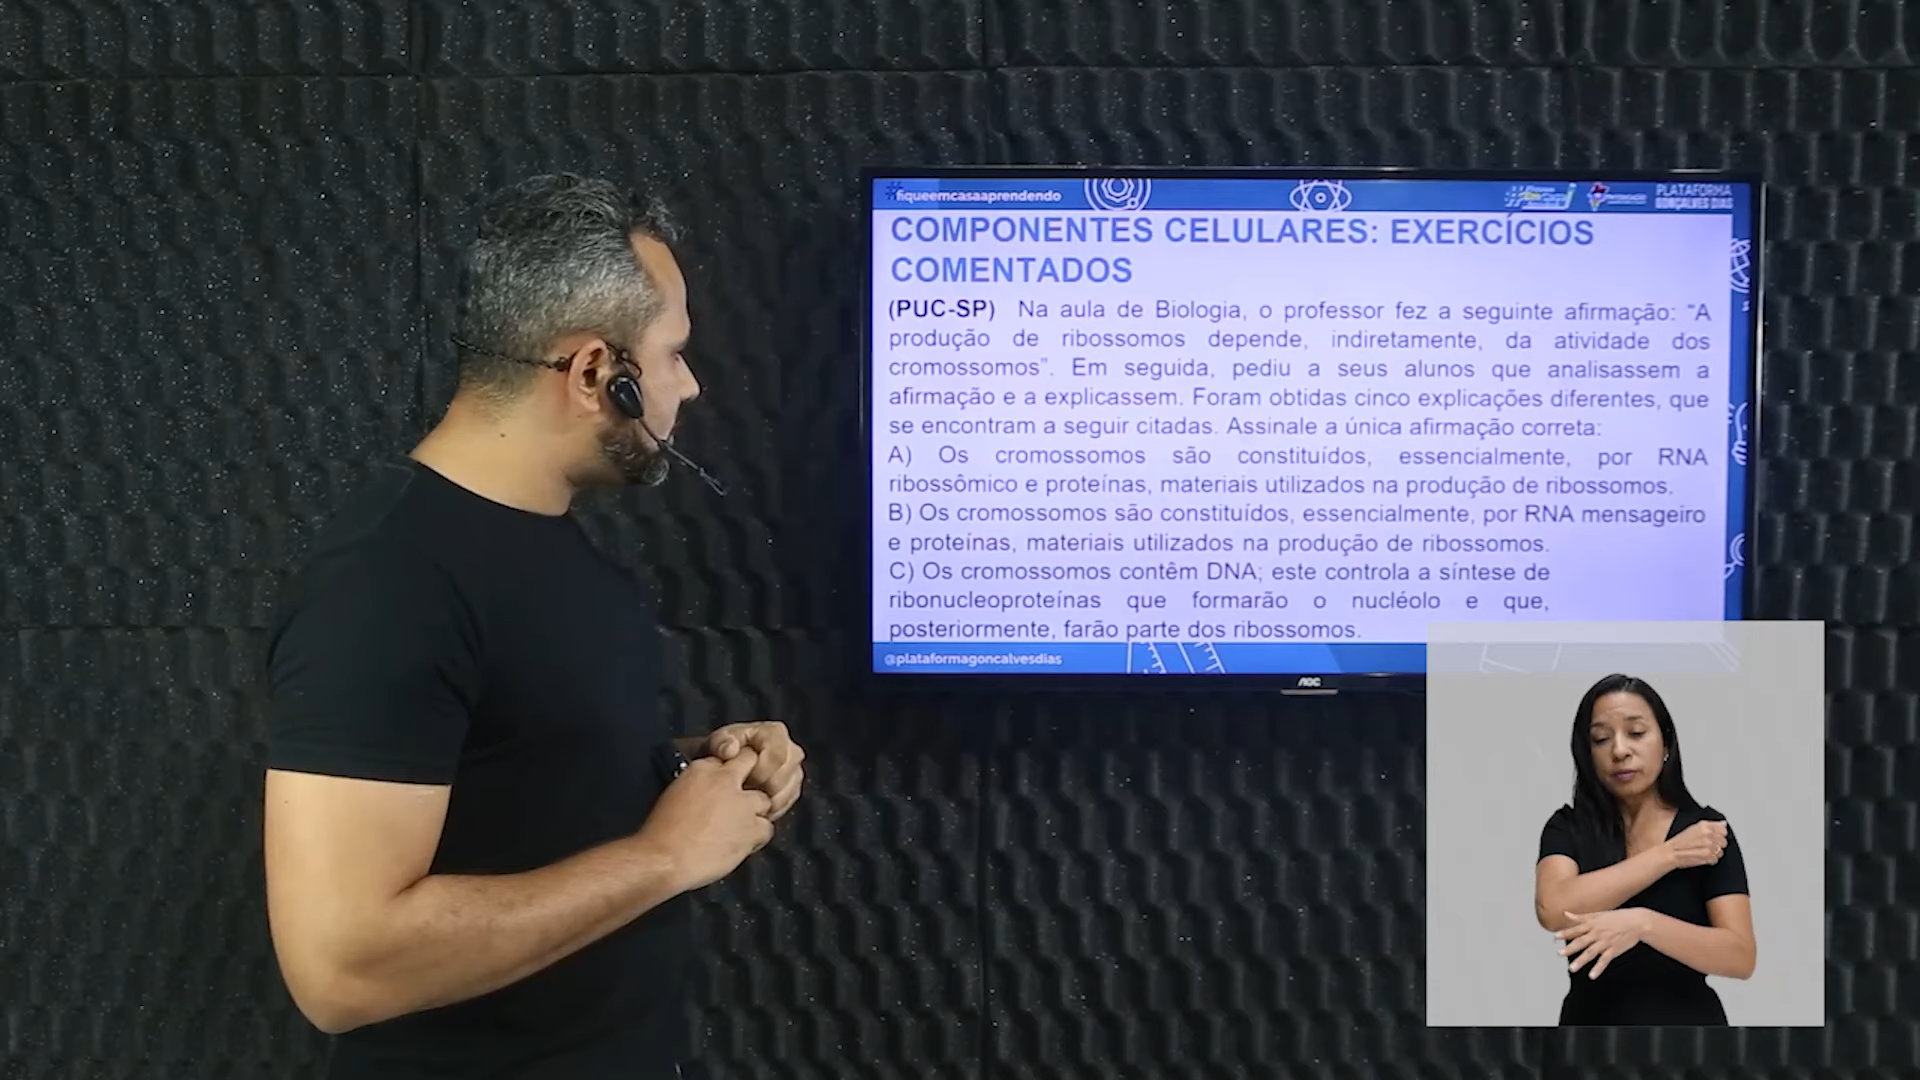 #fiqueemcasaaprendendo
PLATAFORMA
GONÇALVES DIAS
COMPONENTES CELULARES: EXERCÍCIOS
COMENTADOS
(PUC-SP) Na aula de Biologia, o professor fez a seguinte afirmação: “A
produção de ribossomos depende, indiretamente, da atividade dos
cromossomos”. Em seguida, pediu a seus alunos que analisassem a
afirmação e a explicassem. Foram obtidas cinco explicações diferentes, que
se encontram a seguir citadas. Assinale a única afirmação correta:
A) Os cromossomos são constituídos, essencialmente, por RNA
ribossômico e proteínas, materiais utilizados na produção de ribossomos.
B) Os cromossomos são constituídos, essencialmente, por RNA mensageiro
e proteínas, materiais utilizados na produção de ribossomos.
C) Os cromossomos contêm DNA; este controla a síntese de
ribonucleoproteínas que formarão o nucléolo e que,
posteriormente, farão parte dos ribossomos.
@plataformagoncalvesdias
AOC